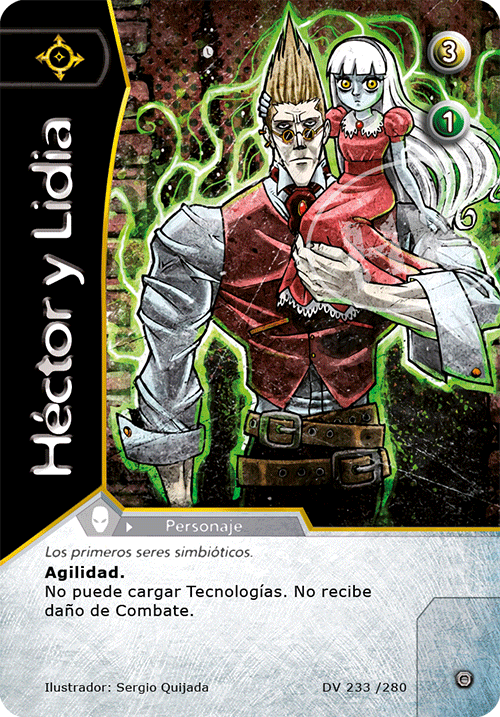 3
1
Héctor y Lidia
Personaje
Los primeros seres simbióticos.
Agilidad.
No puede cargar Tecnologías. No recibe
daño de Combate.
Ilustrador: Sergio Quijada
DV 233 /280